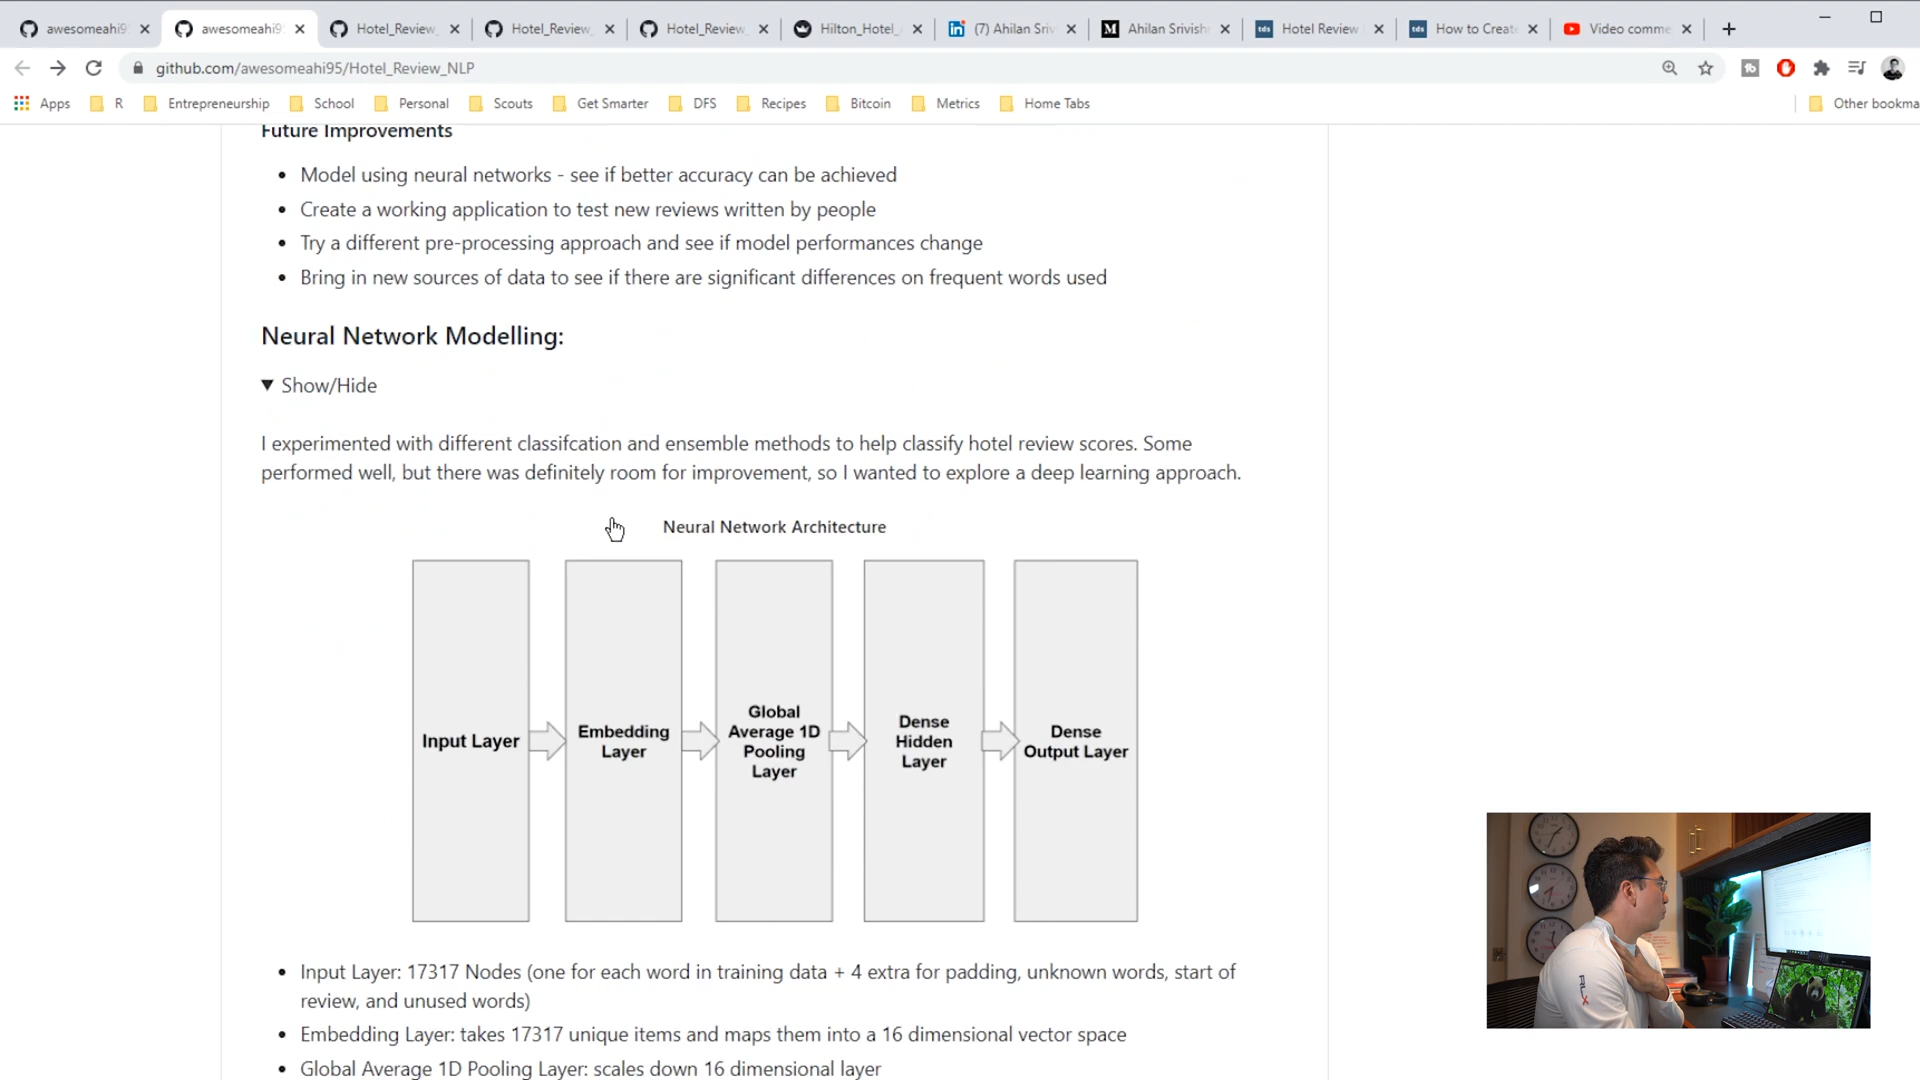 awesomeahi9
awesomeahi9
Hotel_Review_
Hotel_Review_
Hotel_Review_
Hilton_Hotel_
(7) Ahilan Sriv
Ahilan Srivish
Hotel Review
How to Create
Video comme
github.com/awesomeahi95/Hotel_Review_NLP
Apps
R
Entrepreneurship
School
Personal
Scouts
Get Smarter
DFS
Recipes
Bitcoin
Metrics
Home Tabs
Other bookma
Future Improvements
Model using neural networks - see if better accuracy can be achieved
Create a working application to test new reviews written by people
Try a different pre-processing approach and see if model performances change
Bring in new sources of data to see if there are significant differences on frequent words used
Neural Network Modelling:
Show/Hide
I experimented with different classifcation and ensemble methods to help classify hotel review scores. Some
performed well, but there was definitely room for improvement, so I wanted to explore a deep learning approach.
Neural Network Architecture
Input Layer
Embedding
Layer
Global
Average 1D
Pooling
Layer
Dense
Hidden
Layer
Dense
Output Layer
Input Layer: 17317 Nodes (one for each word in training data + 4 extra for padding, unknown words, start of
review, and unused words)
Embedding Layer: takes 17317 unique items and maps them into a 16 dimensional vector space
Global Average 1D Pooling Layer: scales down 16 dimensional layer
RLX